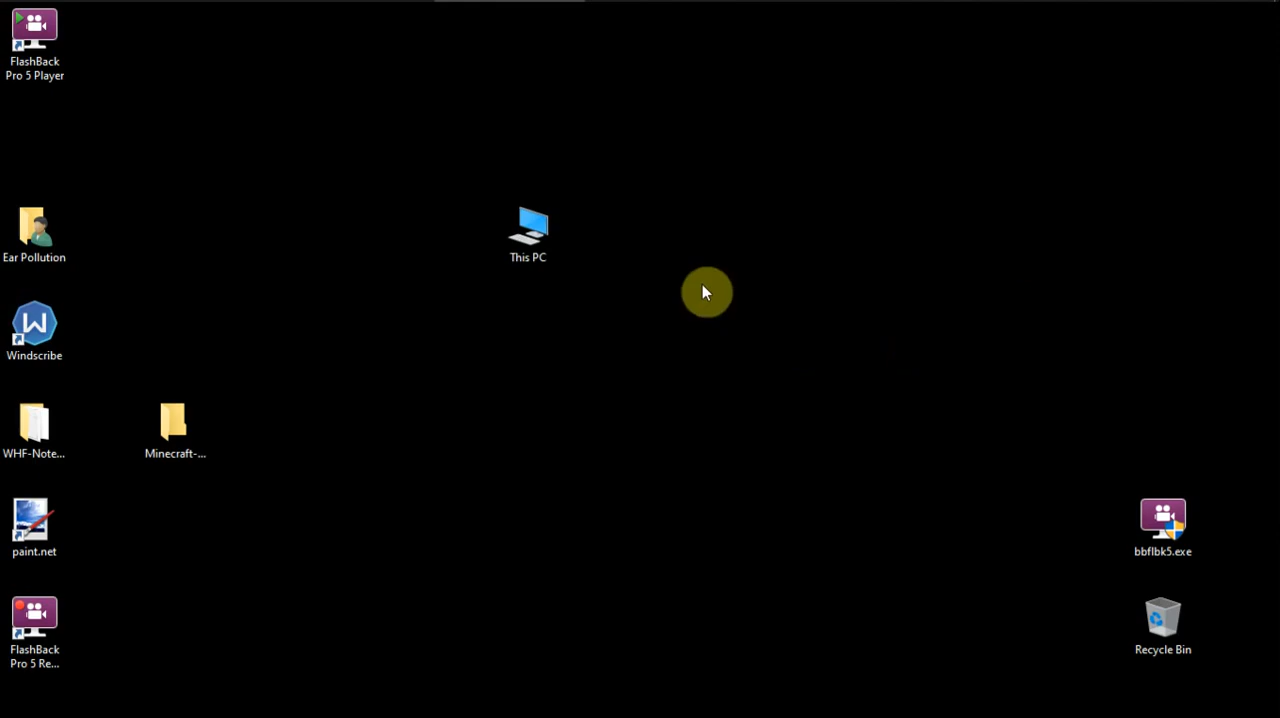 FlashBack
Pro 5 Player
Ear Pollution
This PC
Windscribe
WHF-Note...
Minecraft-...
paint.net
bbflbk5.exe
FlashBack
Pro 5 Re...
Recycle Bin